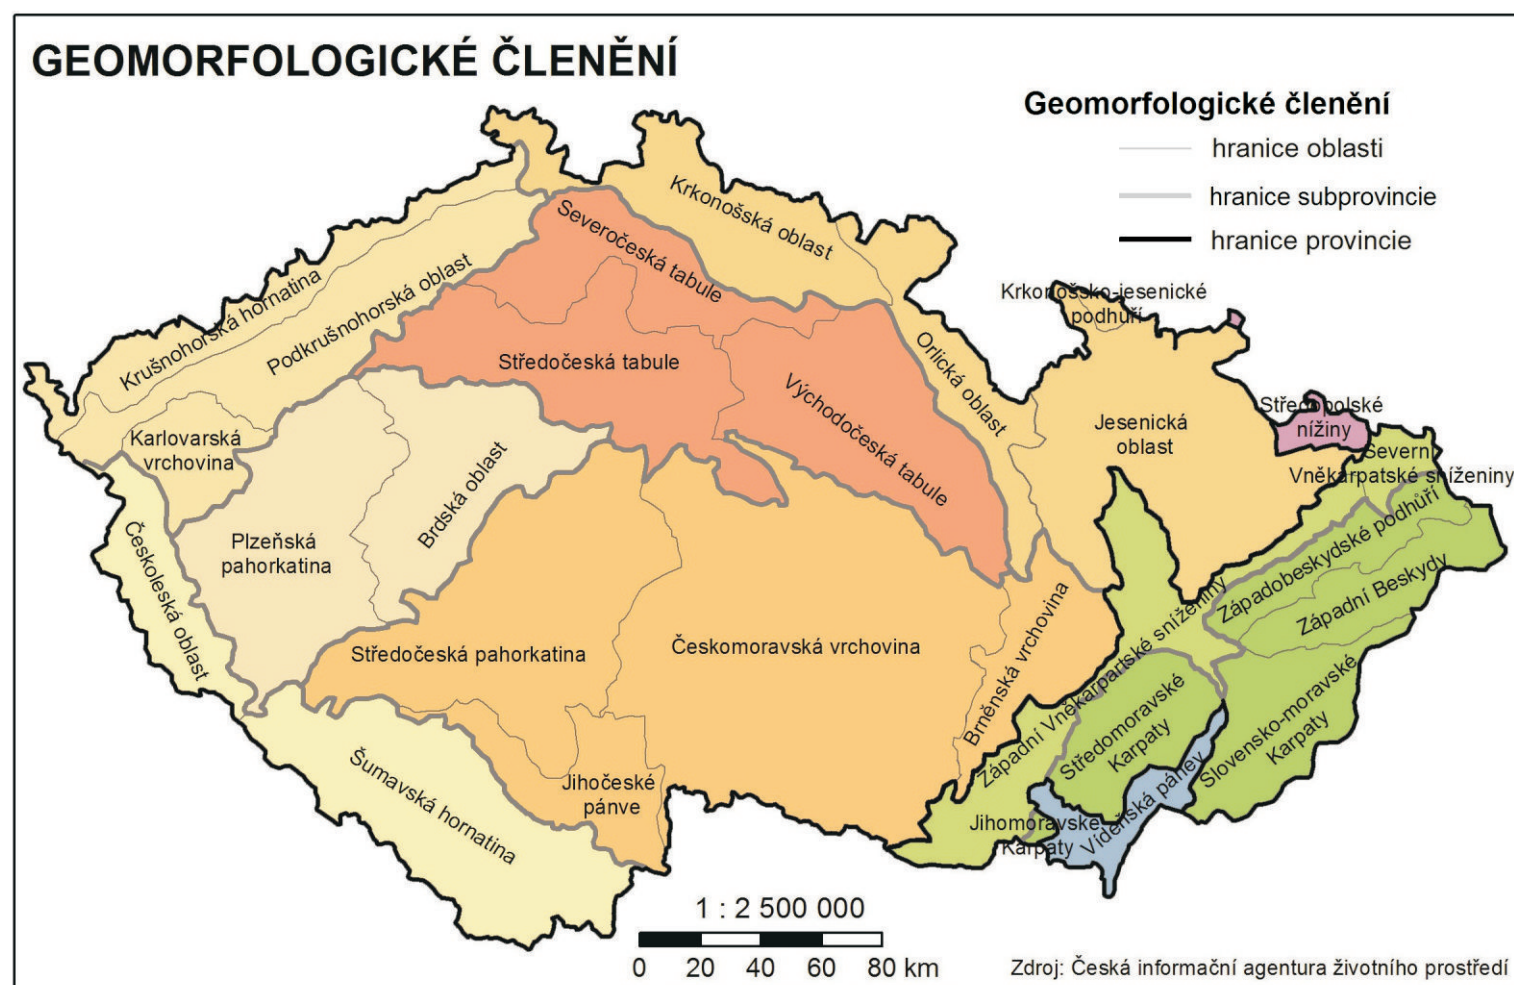 GEOMORFOLOGICKÉ ČLENĚNÍ
Geomorfologické členění
hranice oblasti
hranice subprovincie
hranice provincie
Krkonošská oblast
Severočeská tabule
Krušnohorská hornatina
Podkrušnohorská oblast
Krkonošsko-jesenické
podhůří
Středočeská tabule
Východočeská tabule
Orlická oblast
Jesenická
oblast
Středopolské
nížiny
Karlovarská
vrchovina
Severní
Vněkarpatské sníženiny
Českoleská oblast
Plzeňská
pahorkatina
Brdská oblast
Západobeskydské podhůří
Západní Beskydy
Středočeská pahorkatina
Českomoravská vrchovina
Brněnská vrchovina
Západní Vněkarpartské sníženiny
Středomoravské
Karpaty
Slovensko-moravské
Karpaty
Šumavská hornatina
Jihočeské
pánve
Jihomoravské
Karpaty
Vídeňská pánev
1 : 2 500 000
0 20 40 60 80 km
Zdroj: Česká informační agentura životního prostředí